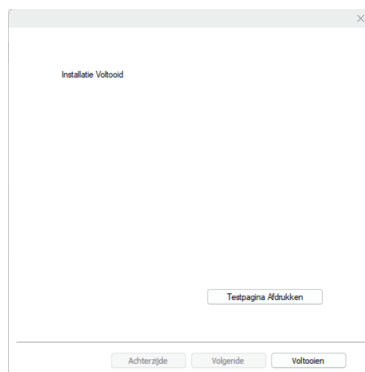 Installatie Voltooid
Testpagina Afdrukken
Achterzijde Volgende Voltooien